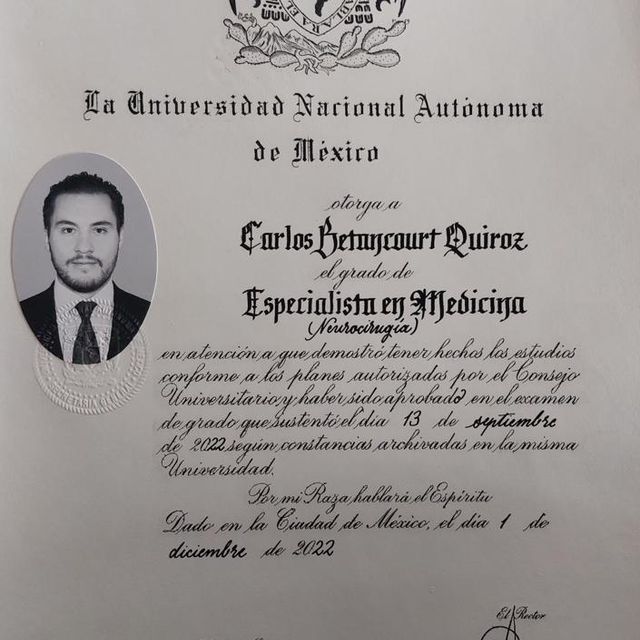 HABLARA EL
La Universidad Nacional Autónoma
de México
otorga a
Carlos Betancourt Quiroz
el grado de
Especialista en Medicina
(Neurocirugía)
en atención a que demostró tener hechos los estudios
conforme a los planes autorizados por el Consejo
Universitario y haber sido aprobado en el examen
de grado que sustentó el día 13 de septiembre
de 2022 según constancias archivadas en la misma
Universidad.
Por mi Raza hablará el Espíritu
Dado en la Ciudad de México, el día 1 de
diciembre de 2022
El Rector